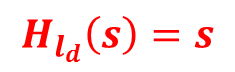 H_{l_d}(s) = s